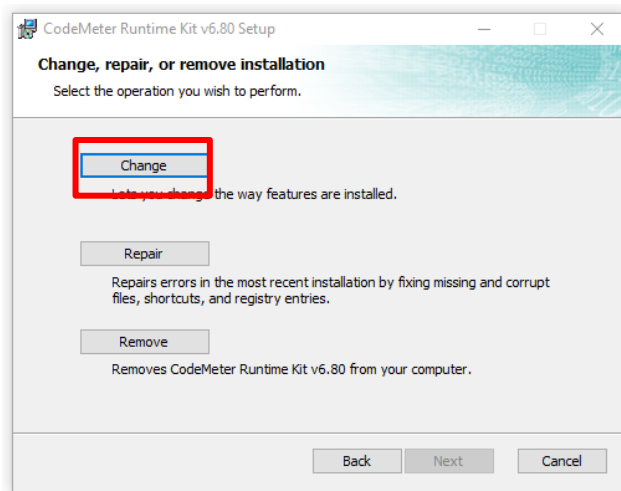 CodeMeter Runtime Kit v6.80 Setup
Change, repair, or remove installation
Select the operation you wish to perform.
Change
Lets you change the way features are installed.
Repair
Repairs errors in the most recent installation by fixing missing and corrupt
files, shortcuts, and registry entries.
Remove
Removes CodeMeter Runtime Kit v6.80 from your computer.
Back
Next
Cancel